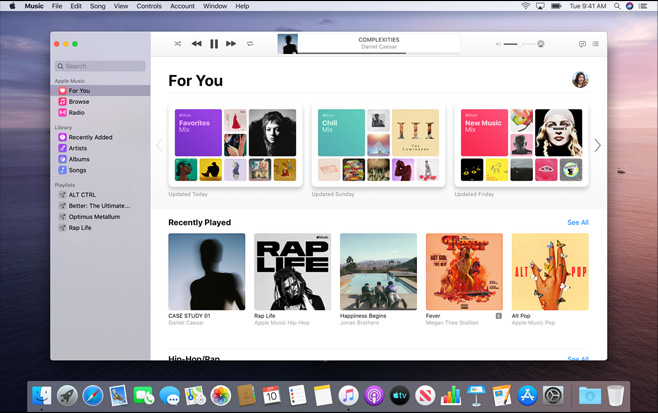 Music File Edit Song View Controls Account Window Help
Tue 9:41 AM
COMPLEXITIES
Daniel Caesar
Search
For You
Apple Music
For You
Browse
Radio
Library
Recently Added
Artists
Albums
Songs
Playlists
ALT CTRL
Better: The Ultimate...
Optimus Metallum
Rap Life
Favorites
Mix
Updated Today
Chill
Mix
Updated Sunday
New Music
Mix
Updated Friday
Recently Played
See All
RAP
LIFE
ALT POP
CASE STUDY 01
Daniel Caesar
Rap Life
Apple Music Hip-Hop
Happiness Begins
Jonas Brothers
Fever
E
Megan Thee Stallion
Alt Pop
Apple Music Pop
Hip-Hop/Rap
See All
10
tv